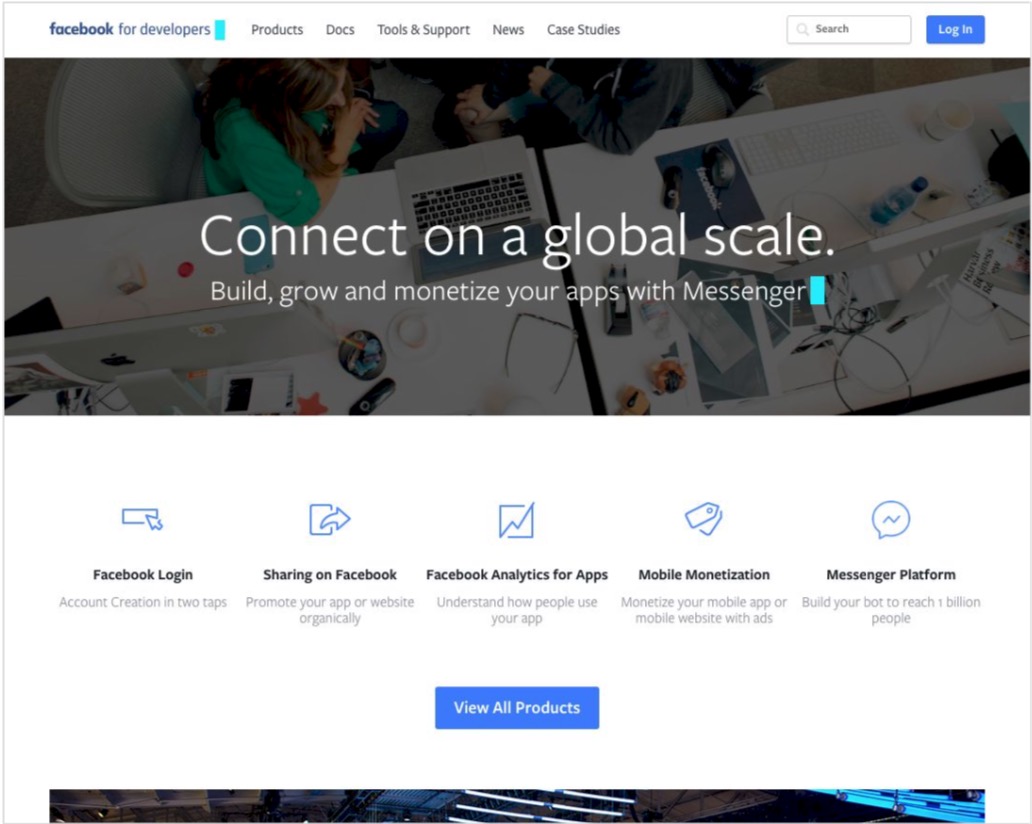 facebook for developers
Products
Docs
Tools & Support
News
Case Studies
Search
Log In
facebook
Connect on a global scale.
Build, grow and monetize your apps with Messenger
Facebook Login
Account Creation in two taps
Sharing on Facebook
Promote your app or website
organically
Facebook Analytics for Apps
Understand how people use
your app
Mobile Monetization
Monetize your mobile app or
mobile website with ads
Messenger Platform
Build your bot to reach 1 billion
people
View All Products